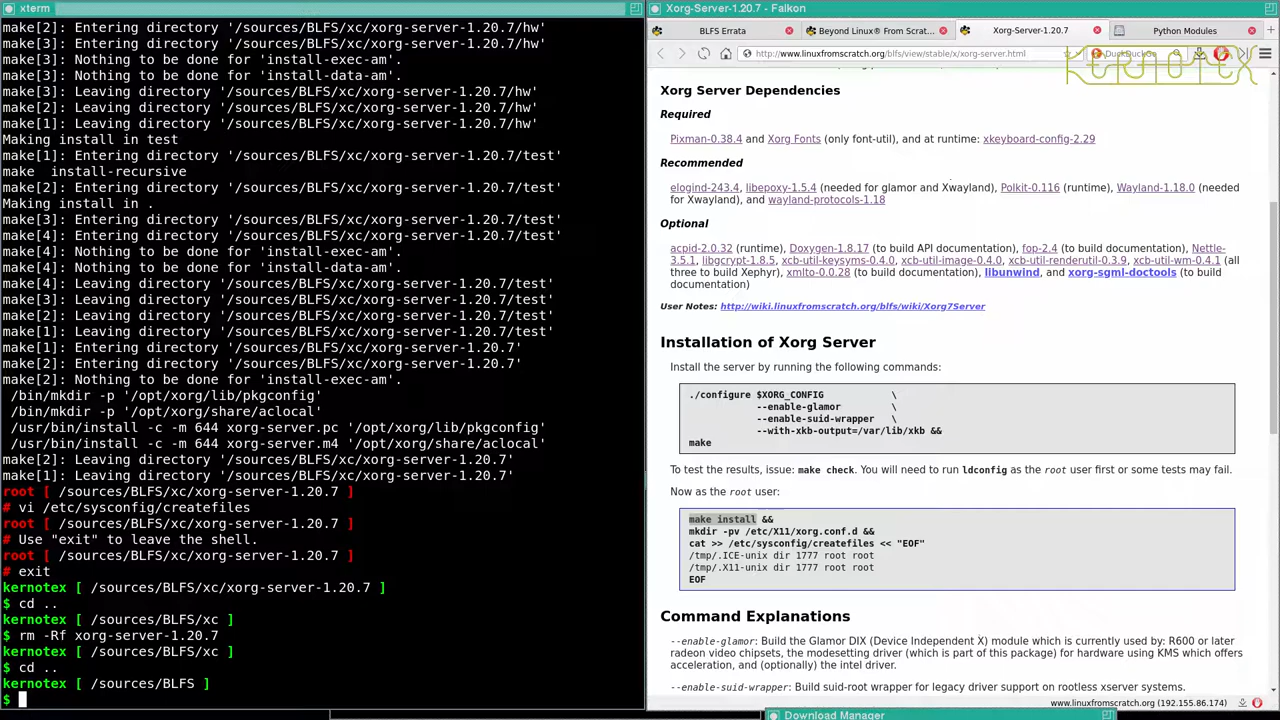 xterm
make[2]: Entering directory '/sources/BLFS/xc/xorg-server-1.20.7/hw'
make[3]: Entering directory '/sources/BLFS/xc/xorg-server-1.20.7/hw'
make[3]: Nothing to be done for 'install-exec-am'.
make[3]: Nothing to be done for 'install-data-am'.
make[3]: Leaving directory '/sources/BLFS/xc/xorg-server-1.20.7/hw'
make[2]: Leaving directory '/sources/BLFS/xc/xorg-server-1.20.7/hw'
make[1]: Leaving directory '/sources/BLFS/xc/xorg-server-1.20.7/hw'
Making install in test
make[1]: Entering directory '/sources/BLFS/xc/xorg-server-1.20.7/test'
make  install-recursive
make[2]: Entering directory '/sources/BLFS/xc/xorg-server-1.20.7/test'
Making install in .
make[3]: Entering directory '/sources/BLFS/xc/xorg-server-1.20.7/test'
make[4]: Entering directory '/sources/BLFS/xc/xorg-server-1.20.7/test'
make[4]: Nothing to be done for 'install-exec-am'.
make[4]: Nothing to be done for 'install-data-am'.
make[4]: Leaving directory '/sources/BLFS/xc/xorg-server-1.20.7/test'
make[3]: Leaving directory '/sources/BLFS/xc/xorg-server-1.20.7/test'
make[2]: Leaving directory '/sources/BLFS/xc/xorg-server-1.20.7/test'
make[1]: Leaving directory '/sources/BLFS/xc/xorg-server-1.20.7/test'
make[1]: Entering directory '/sources/BLFS/xc/xorg-server-1.20.7'
make[2]: Entering directory '/sources/BLFS/xc/xorg-server-1.20.7'
make[2]: Nothing to be done for 'install-exec-am'.
/bin/mkdir -p '/opt/xorg/lib/pkgconfig'
/bin/mkdir -p '/opt/xorg/share/aclocal'
/usr/bin/install -c -m 644 xorg-server.pc '/opt/xorg/lib/pkgconfig'
/usr/bin/install -c -m 644 xorg-server.m4 '/opt/xorg/share/aclocal'
make[2]: Leaving directory '/sources/BLFS/xc/xorg-server-1.20.7'
make[1]: Leaving directory '/sources/BLFS/xc/xorg-server-1.20.7'
root [ /sources/BLFS/xc/xorg-server-1.20.7 ]
# vi /etc/sysconfig/createfiles
root [ /sources/BLFS/xc/xorg-server-1.20.7 ]
# Use "exit" to leave the shell.
root [ /sources/BLFS/xc/xorg-server-1.20.7 ]
# exit
kernotex [ /sources/BLFS/xc/xorg-server-1.20.7 ]
$ cd ..
kernotex [ /sources/BLFS/xc ]
$ rm -Rf xorg-server-1.20.7
kernotex [ /sources/BLFS/xc ]
$ cd ..
kernotex [ /sources/BLFS ]
$
Xorg-Server-1.20.7 - Falkon
BLFS Errata
Beyond Linux® From Scrat...
Xorg-Server-1.20.7
Python Modules
http://www.linuxfromscratch.org/blfs/view/stable/x/xorg-server.html
DuckDuckGo
KERNOTEX
Xorg Server Dependencies
Required
Pixman-0.38.4 and Xorg Fonts (only font-util), and at runtime: xkeyboard-config-2.29
Recommended
elogind-243.4, libepoxy-1.5.4 (needed for glamor and Xwayland), Polkit-0.116 (runtime), Wayland-1.18.0 (needed
for Xwayland), and wayland-protocols-1.18
Optional
acpid-2.0.32 (runtime), Doxygen-1.8.17 (to build API documentation), fop-2.4 (to build documentation), Nettle-
3.5.1, libgcrypt-1.8.5, xcb-util-keysyms-0.4.0, xcb-util-image-0.4.0, xcb-util-renderutil-0.3.9, xcb-util-wm-0.4.1 (all
three to build Xephyr), xmlto-0.0.28 (to build documentation), libunwind, and xorg-sgml-doctools (to build
documentation)
User Notes: http://wiki.linuxfromscratch.org/blfs/wiki/Xorg7Server
Installation of Xorg Server
Install the server by running the following commands:
./configure $XORG_CONFIG \
--enable-glamor \
--enable-suid-wrapper \
--with-xkb-output=/var/lib/xkb &&
make
To test the results, issue: make check. You will need to run ldconfig as the root user first or some tests may fail.
Now as the root user:
make install &&
mkdir -pv /etc/X11/xorg.conf.d &&
cat >> /etc/sysconfig/createfiles << "EOF"
/tmp/.ICE-unix dir 1777 root root
/tmp/.X11-unix dir 1777 root root
EOF
Command Explanations
--enable-glamor: Build the Glamor DIX (Device Independent X) module which is currently used by: R600 or later
radeon video chipsets, the modesetting driver (which is part of this package) for hardware using KMS which offers
acceleration, and (optionally) the intel driver.
--enable-suid-wrapper: Build suid-root wrapper for legacy driver support on rootless xserver systems.
www.linuxfromscratch.org (192.155.86.174)
Download Manager